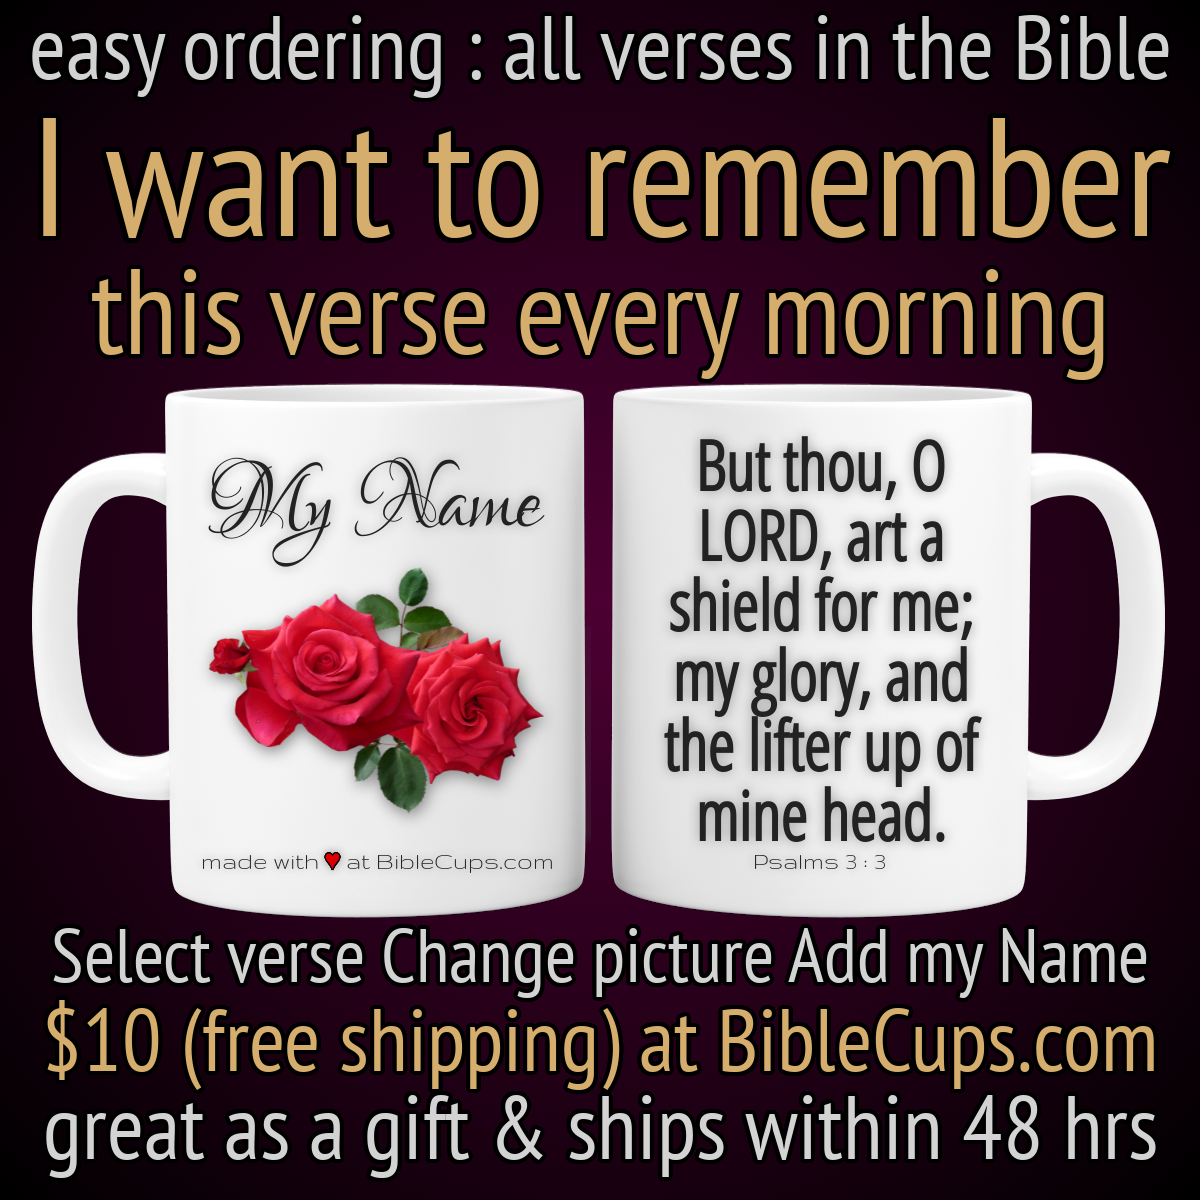 easy ordering : all verses in the Bible
I want to remember
this verse every morning
My Name
made with ♥ at BibleCups.com
But thou, O
LORD, art a
shield for me;
my glory, and
the lifter up of
mine head.
Psalms 3 : 3
Select verse Change picture Add my Name
$10 (free shipping) at BibleCups.com
great as a gift & ships within 48 hrs